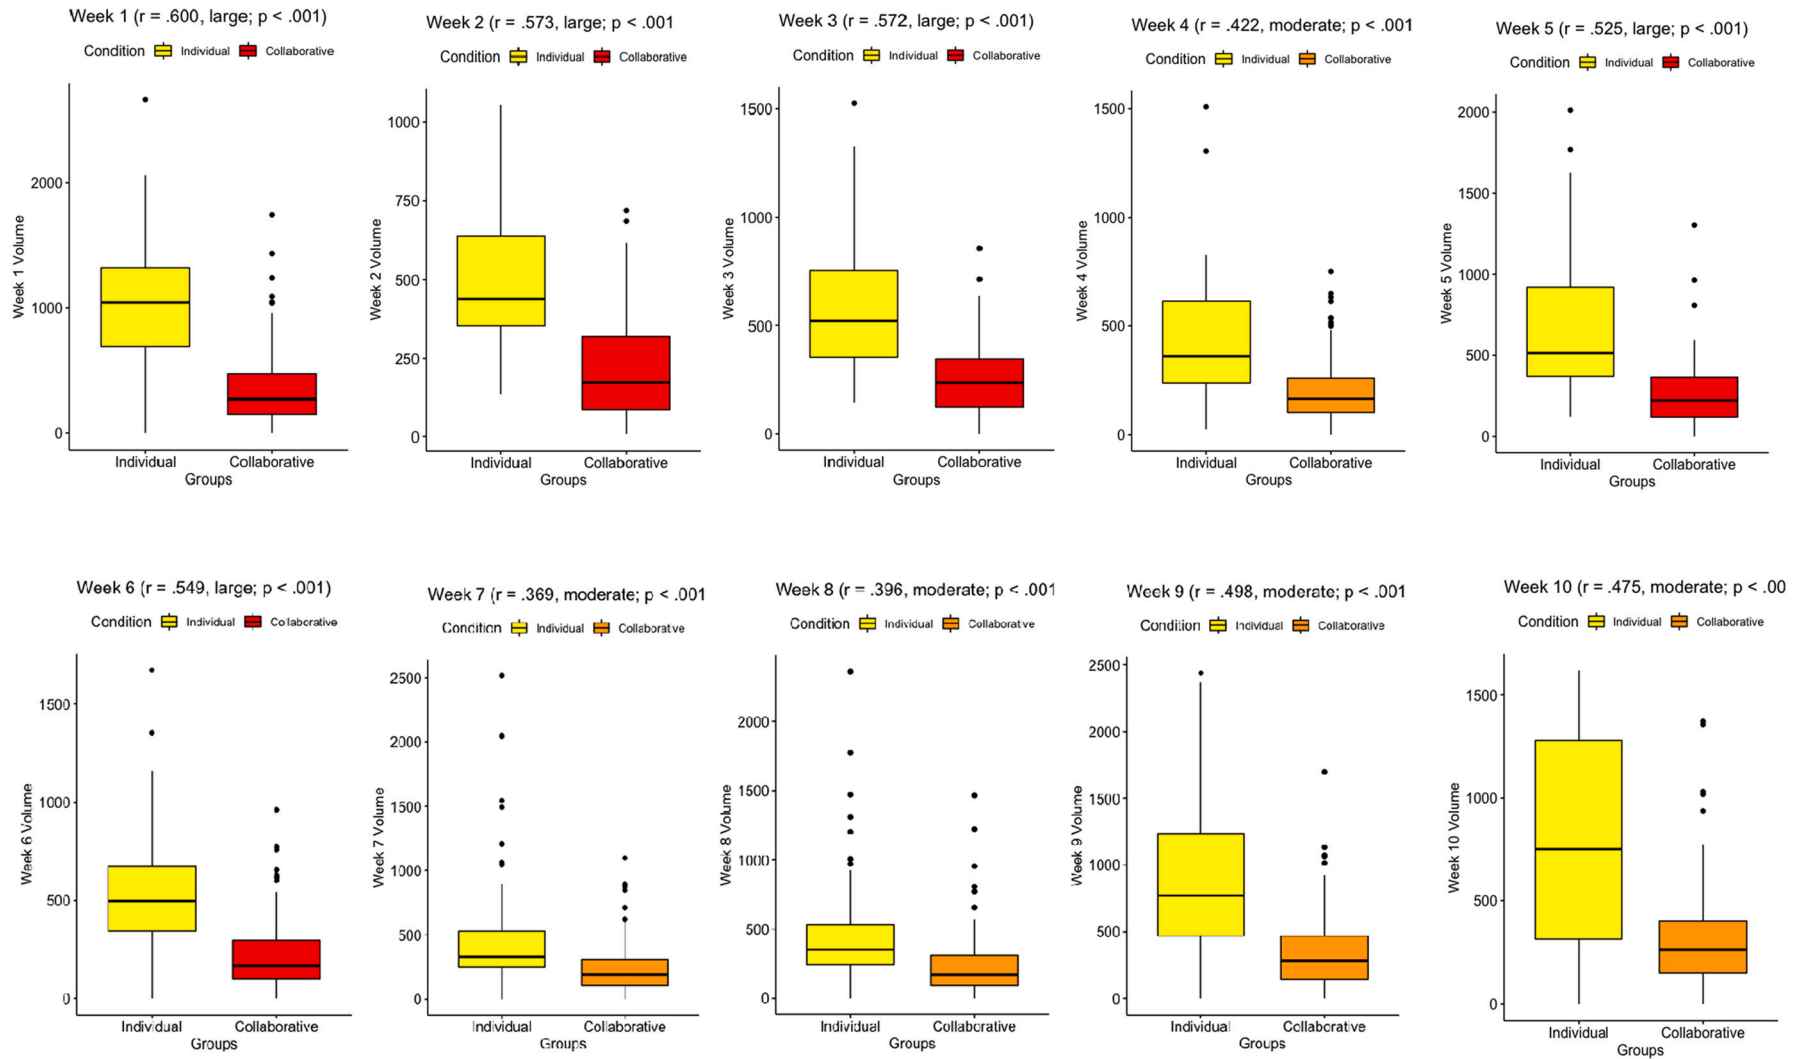 Week 1 (r = .600, large; p < .001)
Condition Individual Collaborative
Week 1 Volume
2000
1000
0
Individual Collaborative
Groups
Week 2 (r = .573, large; p < .001
Condition Individual Collaborative
Week 2 Volume
1000
750
500
250
0
Individual Collaborative
Groups
Week 3 (r = .572, large; p < .001)
Condition Individual Collaborative
Week 3 Volume
1500
1000
500
0
Individual Collaborative
Groups
Week 4 (r = .422, moderate; p < .001
Condition Individual Collaborative
Week 4 Volume
1500
1000
500
0
Individual Collaborative
Groups
Week 5 (r = .525, large; p < .001)
Condition Individual Collaborative
Week 5 Volume
2000
1500
1000
500
0
Individual Collaborative
Groups
Week 6 (r = .549, large; p < .001)
Condition Individual Collaborative
Week 6 Volume
1500
1000
500
0
Individual Collaborative
Groups
Week 7 (r = .369, moderate; p < .001
Condition Individual Collaborative
Week 7 Volume
2500
2000
1500
1000
500
0
Individual Collaborative
Groups
Week 8 (r = .396, moderate; p < .001
Condition Individual Collaborative
Week 8 Volume
2000
1500
1000
500
0
Individual Collaborative
Groups
Week 9 (r = .498, moderate; p < .001
Condition Individual Collaborative
Week 9 Volume
2500
2000
1500
1000
500
0
Individual Collaborative
Groups
Week 10 (r = .475, moderate; p < .00
Condition Individual Collaborative
Week 10 Volume
1500
1000
500
0
Individual Collaborative
Groups